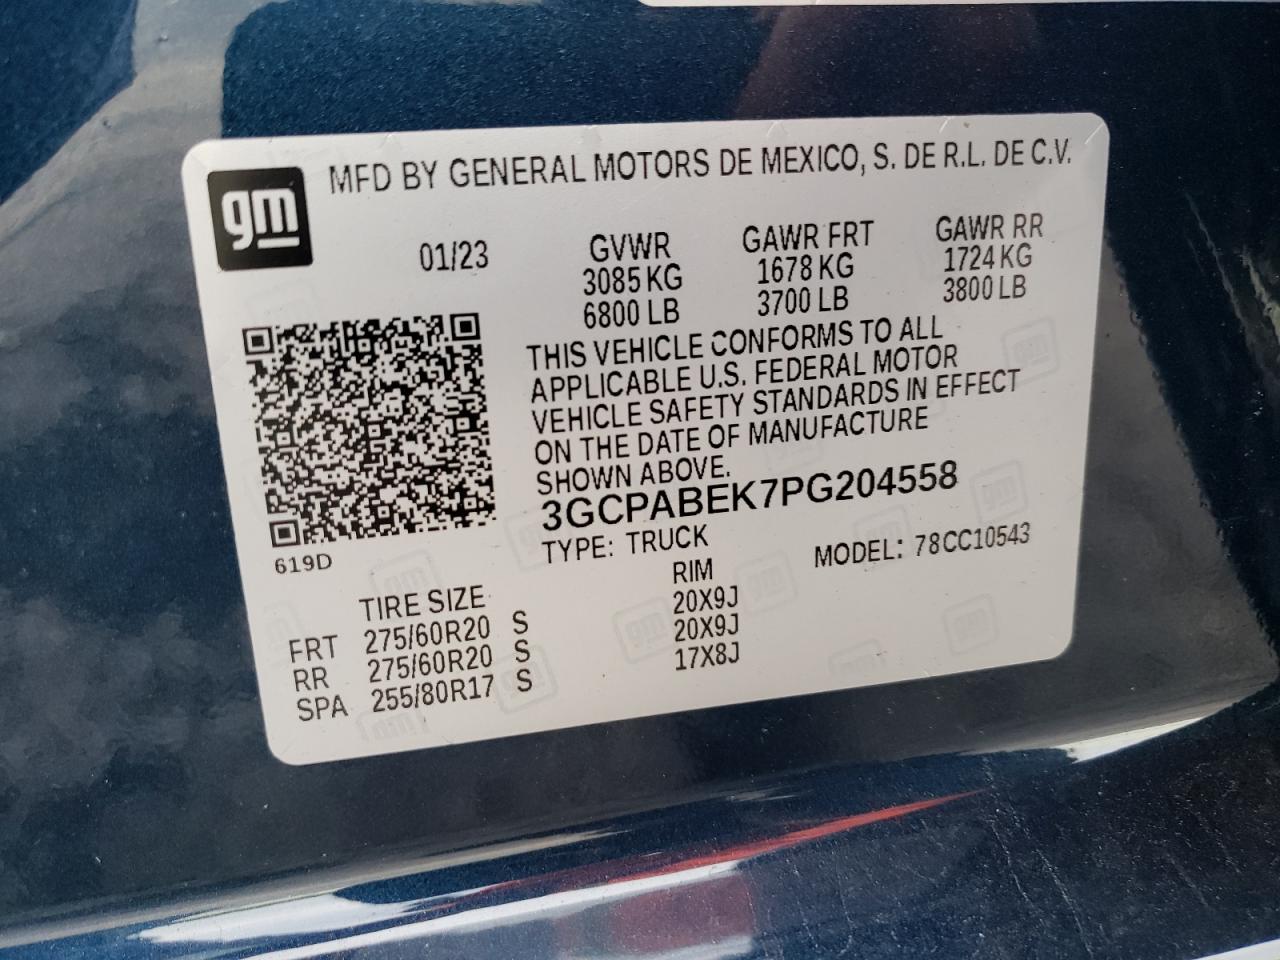 gm
MFD BY GENERAL MOTORS DE MEXICO, S. DE R.L. DE C.V.
01/23
GVWR
3085 KG
6800 LB
GAWR FRT
1678 KG
3700 LB
GAWR RR
1724 KG
3800 LB
THIS VEHICLE CONFORMS TO ALL
APPLICABLE U.S. FEDERAL MOTOR
VEHICLE SAFETY STANDARDS IN EFFECT
ON THE DATE OF MANUFACTURE
SHOWN ABOVE.
3GCPABEK7PG204558
TYPE: TRUCK
MODEL: 78CC10543
619D
TIRE SIZE RIM
FRT 275/60R20 S 20X9J
RR 275/60R20 S 20X9J
SPA 255/80R17 S 17X8J